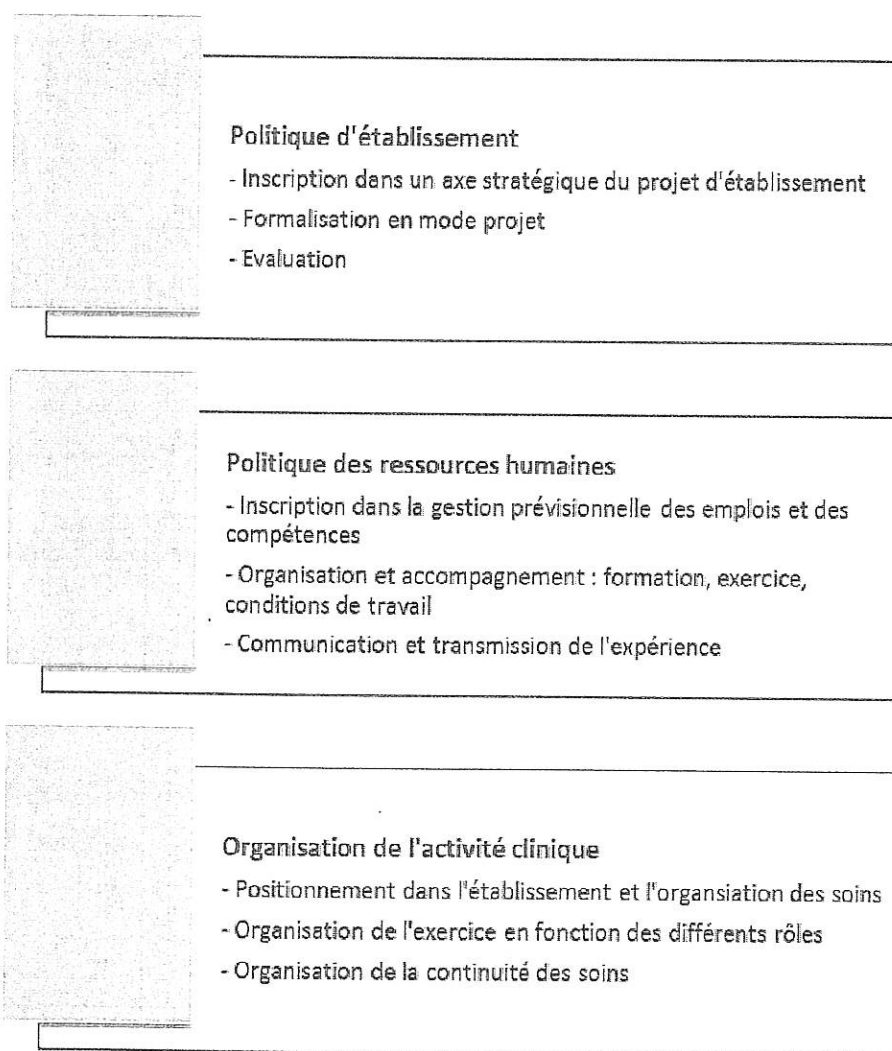 Politique d'établissement
- Inscription dans un axe stratégique du projet d'établissement
- Formalisation en mode projet
- Evaluation
Politique des ressources humaines
- Inscription dans la gestion prévisionnelle des emplois et des
compétences
- Organisation et accompagnement : formation, exercice,
conditions de travail
- Communication et transmission de l'expérience
Organisation de l'activité clinique
- Positionnement dans l'établissement et l'organsiation des soins
- Organisation de l'exercice en fonction des différents rôles
- Organisation de la continuité des soins